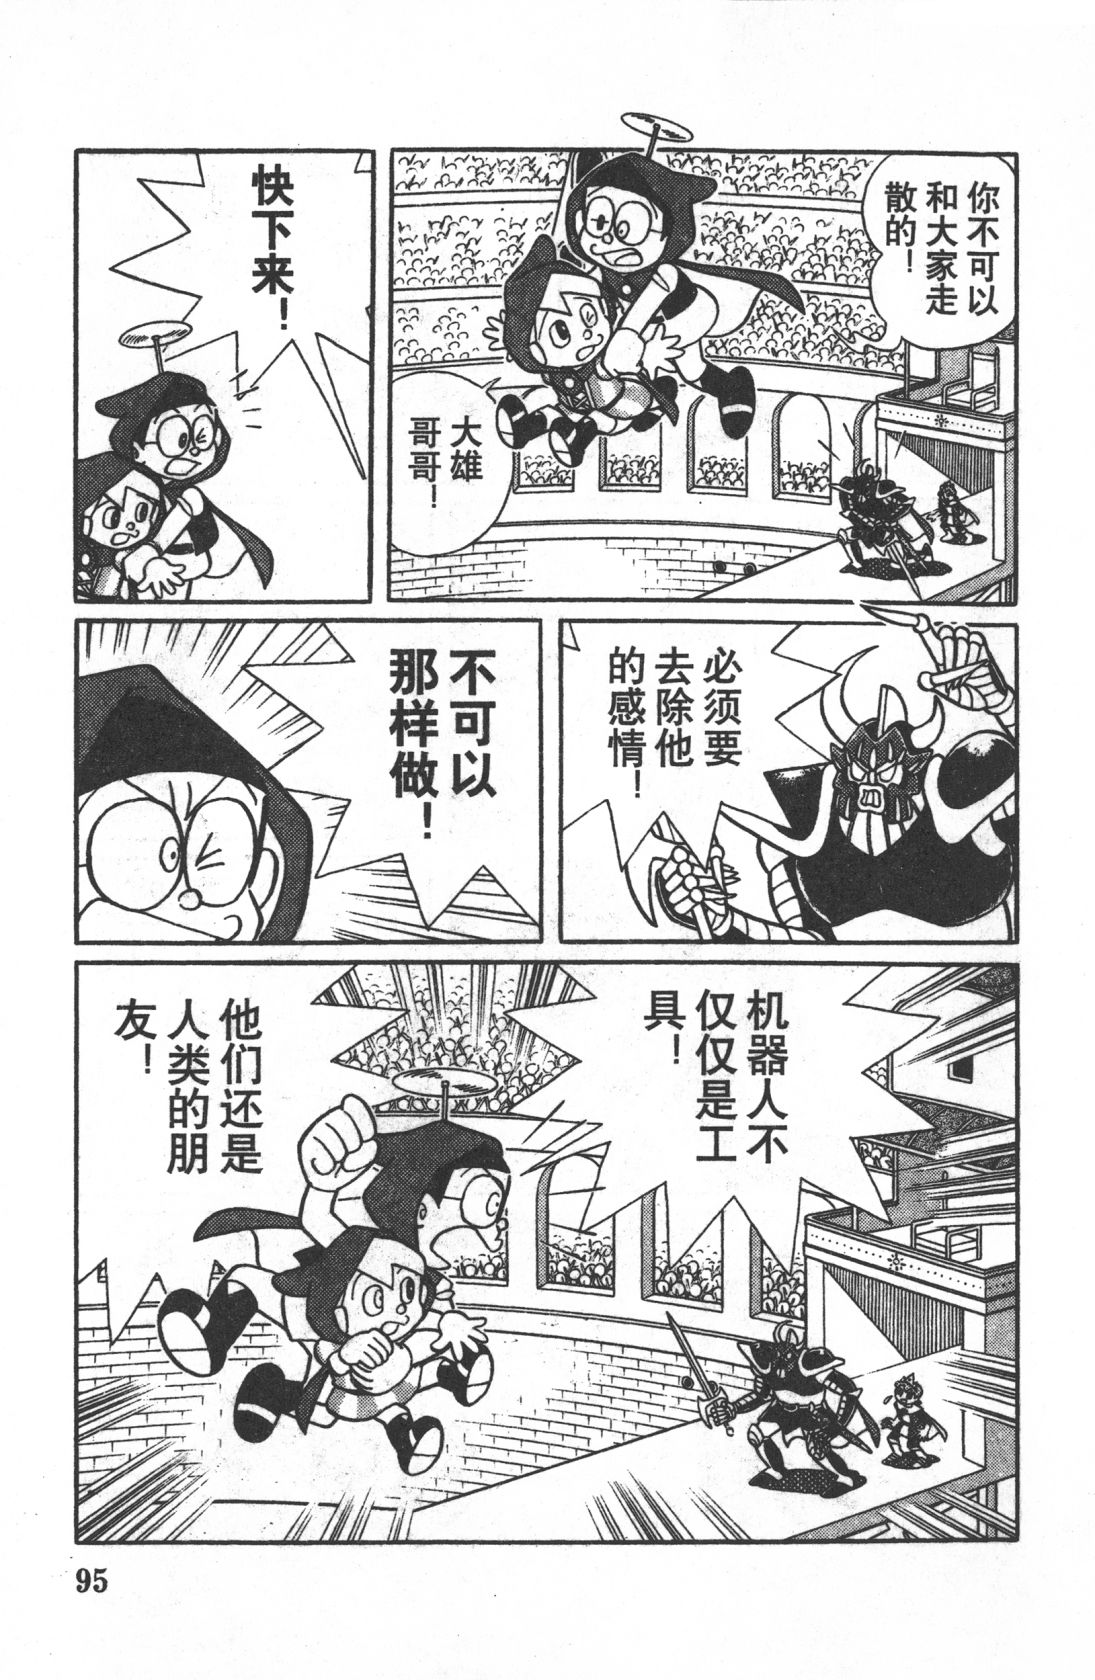 你不可以
和大家走
散的！
大雄
哥哥！
快下来！
必须要
去除他
的感情！
不可以
那样做！
机器人不
仅仅是工
具！
他们还是
人类的朋
友！
95